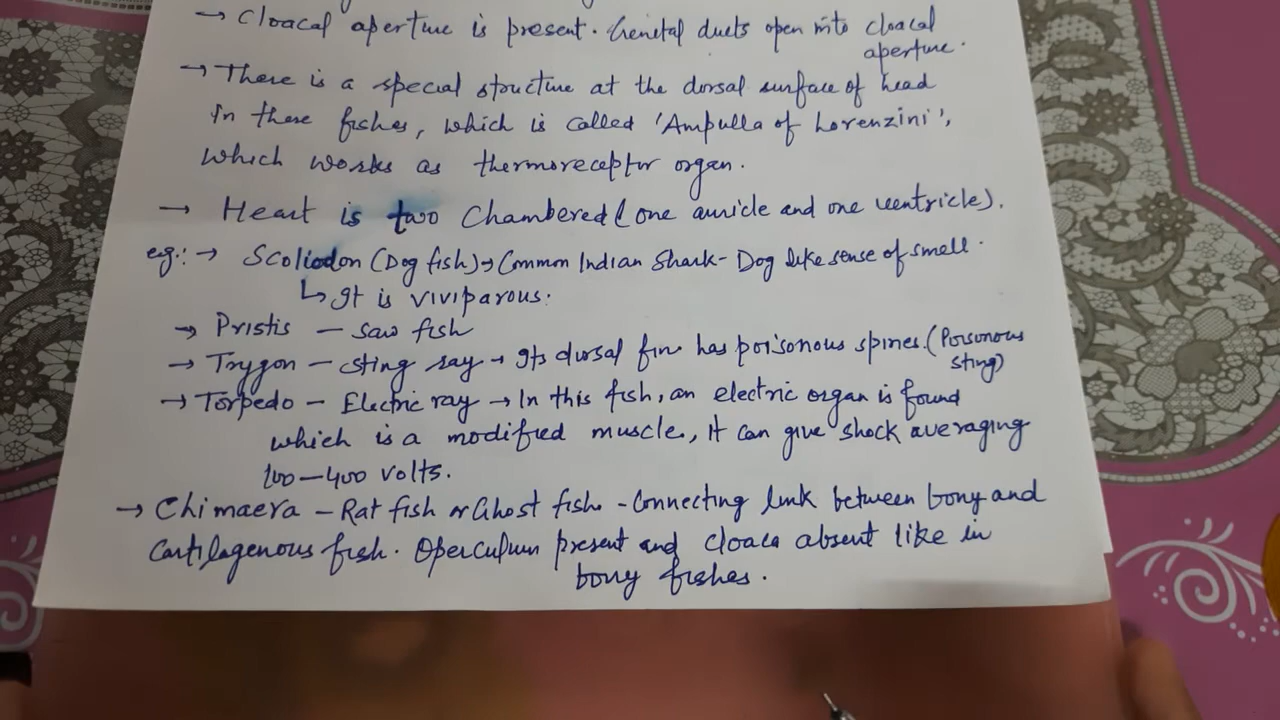 → Cloacal aperture is present. Genital ducts open into cloacal
aperture.
→ There is a special structure at the dorsal surface of head
In these fishes, which is called 'Ampulla of Lorenzini',
which works as thermoreceptor organ.
→ Heart is two Chambered (one auricle and one ventricle).
eg:→ Scoliodon (Dog fish) → Common Indian Shark - Dog like sense of smell.
↳ It is viviparous.
→ Pristis - Saw fish
→ Trygon - sting ray → Its dorsal fin has poisonous spines. (Poisonous
sting)
→ Torpedo - Electric ray → In this fish, an electric organ is found
which is a modified muscle, It can give shock averaging
100-400 volts.
→ Chimaera - Rat fish or Ghost fish - Connecting link between bony and
Cartilagenous fish. Operculum present and cloaca absent like in
bony fishes.